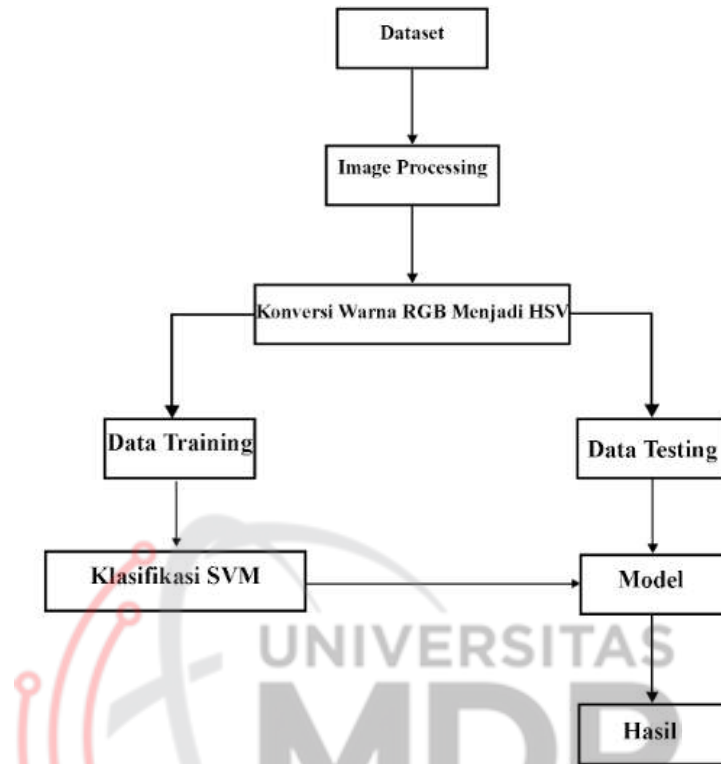 Dataset
Image Processing
Konversi Warna RGB Menjadi HSV
Data Training
Data Testing
Klasifikasi SVM
Model
UNIVERSITAS
MDP
Hasil